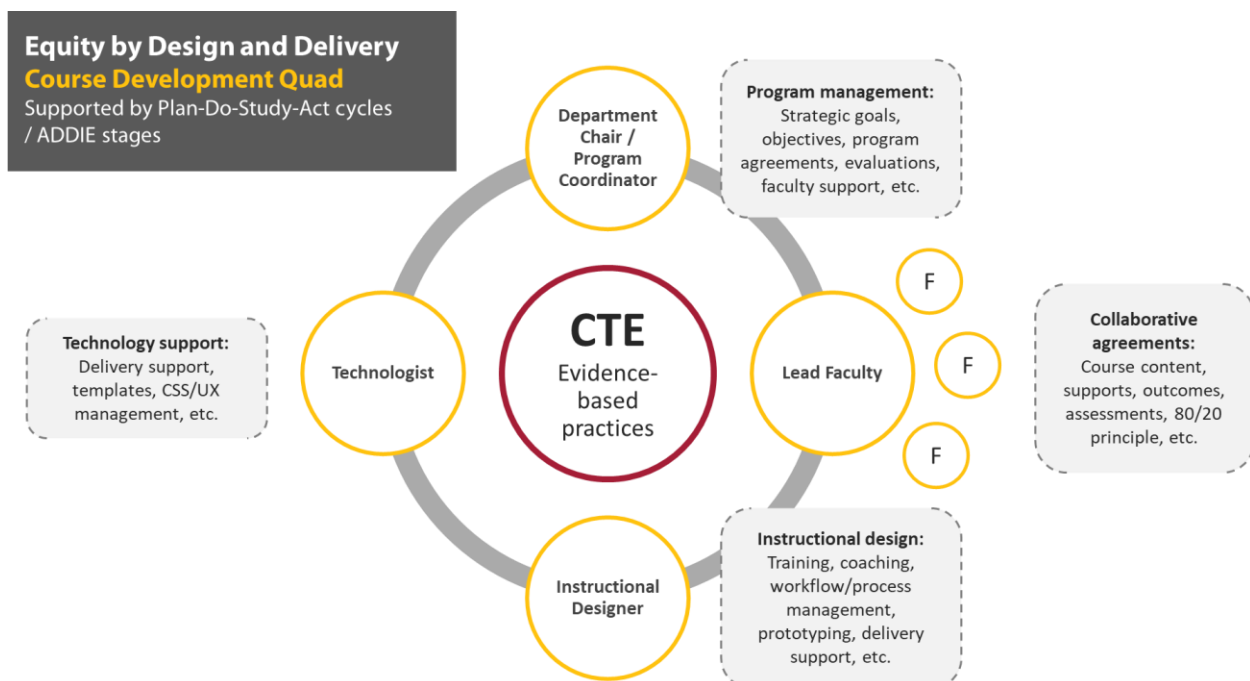 Equity by Design and Delivery
Course Development Quad
Supported by Plan-Do-Study-Act cycles
/ ADDIE stages
Department
Chair /
Program
Coordinator
Program management:
Strategic goals,
objectives, program
agreements, evaluations,
faculty support, etc.
Technology support:
Delivery support,
templates, CSS/UX
management, etc.
Technologist
CTE
Evidence-
based
practices
Lead Faculty
F
F
F
Collaborative
agreements:
Course content,
supports, outcomes,
assessments, 80/20
principle, etc.
Instructional
Designer
Instructional design:
Training, coaching,
workflow/process
management,
prototyping, delivery
support, etc.